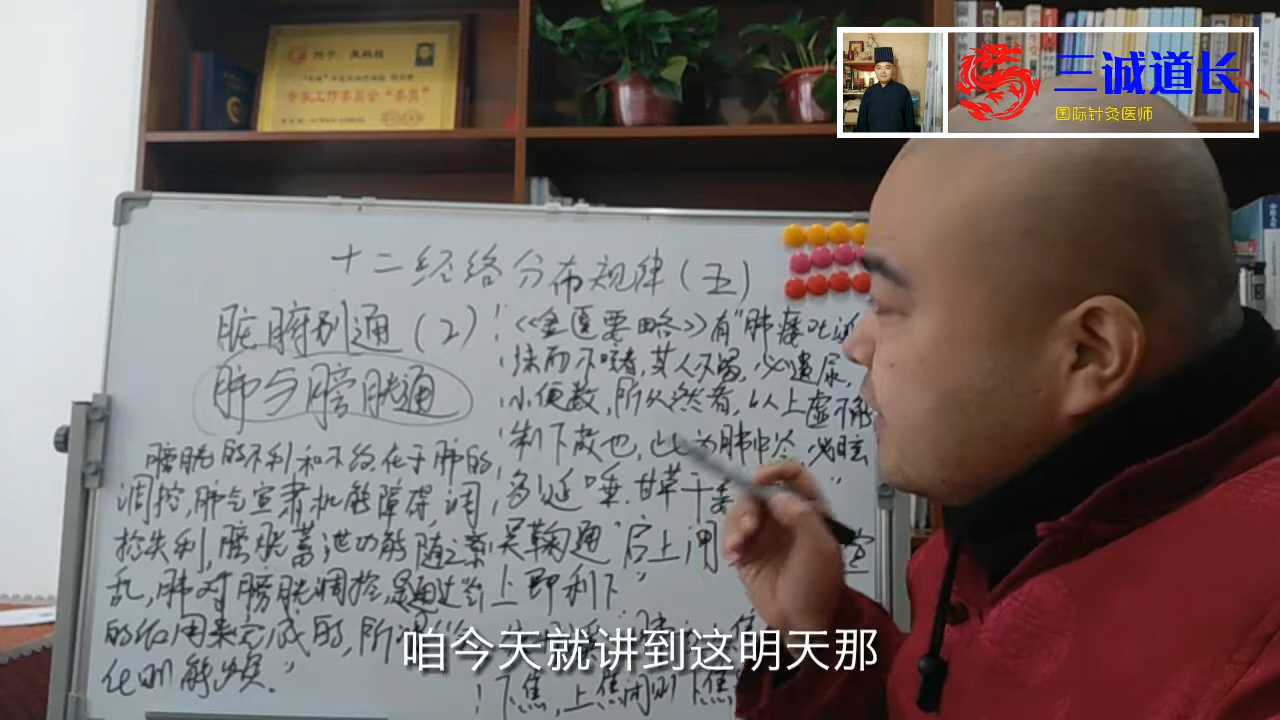 三诚道长
国际针灸医师
十二经络分布规律(五)
脏腑别通(2)
肺与膀胱通
膀胱的不利和不约,在于肺的
调控,肺气宣肃机能障碍,调
控失利,膀胱蓄泄功能随之紊
乱,肺对膀胱调控,是通过
的作用来完成的,所谓
化则能出矣."
《金匮要略》有"肺痿吐涎
沫而不咳者,其人不渴,必遗尿,
小便数,所以然者,以上虚不能
制下故也,此为肺中冷,必眩
多涎唾.甘草干姜
吴鞠通"启上闸
上即利下"
下焦,上焦闭则下焦
咱今天就讲到这明天那